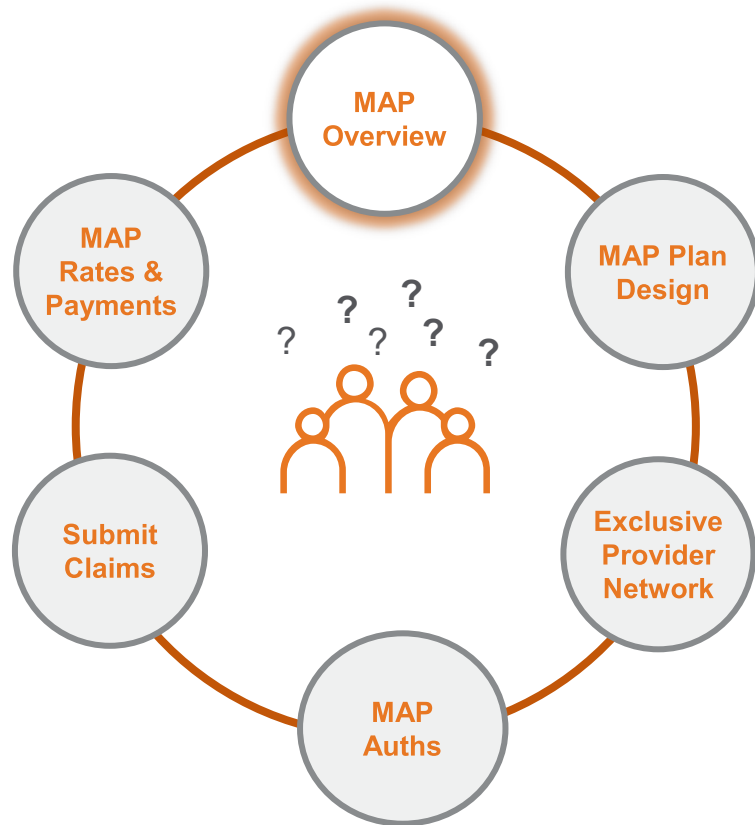 MAP
Overview
MAP Plan
Design
Exclusive
Provider
Network
MAP
Auths
Submit
Claims
MAP
Rates &
Payments
? ? ? ? ? ?